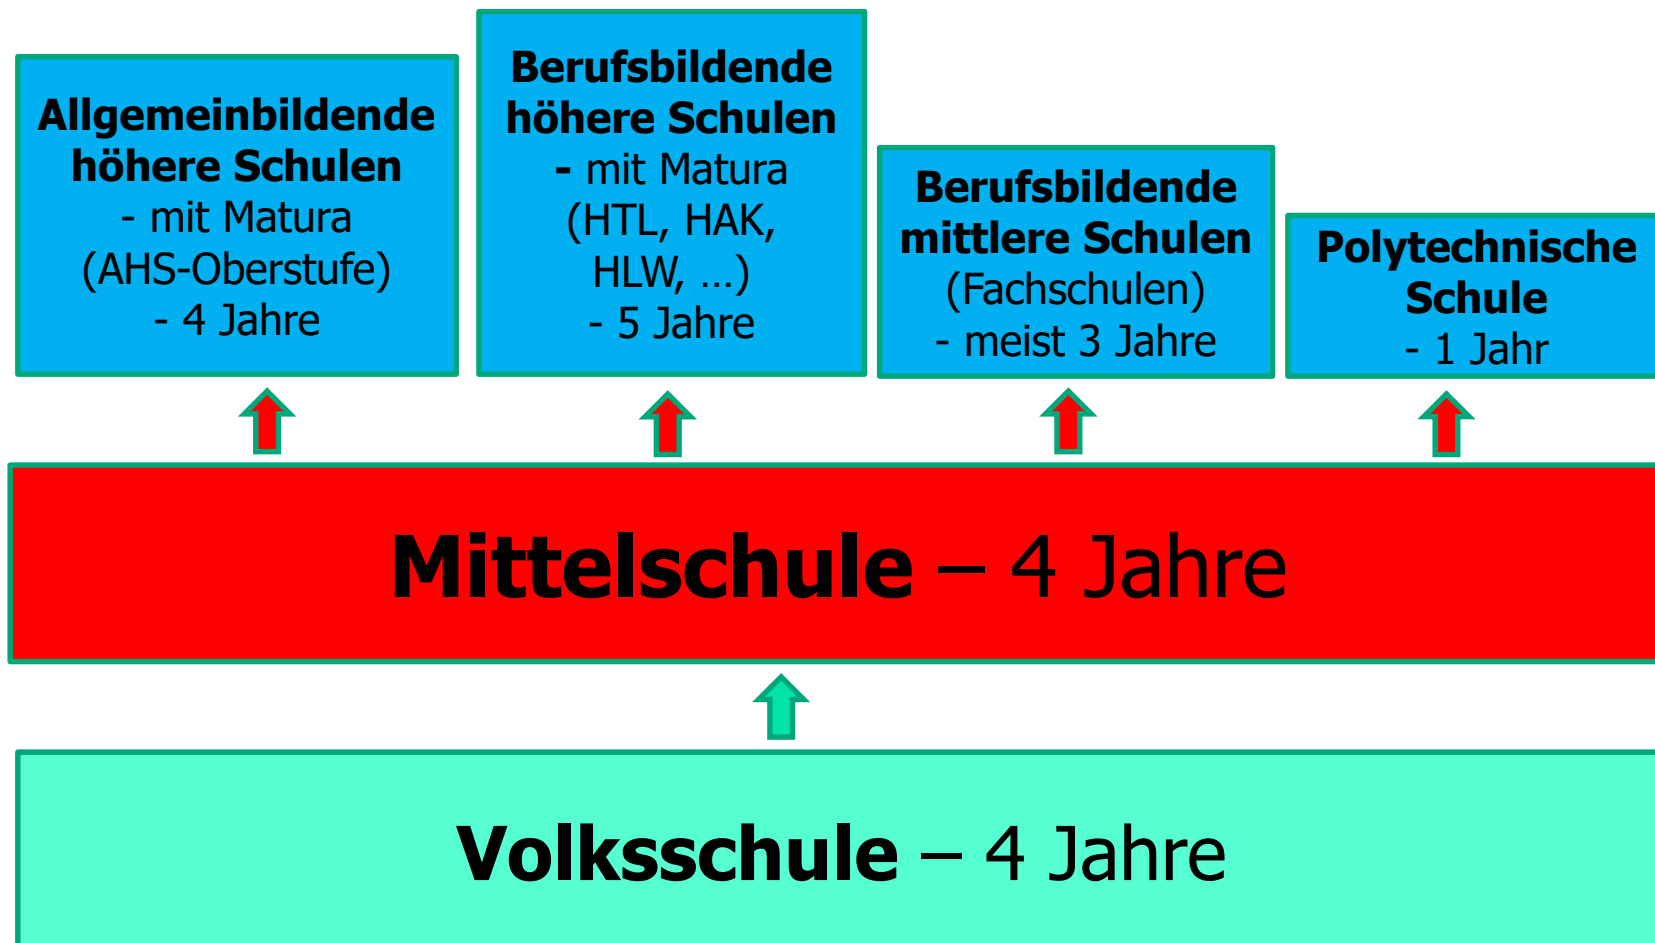 Allgemeinbildende
höhere Schulen
- mit Matura
(AHS-Oberstufe)
- 4 Jahre
Berufsbildende
höhere Schulen
- mit Matura
(HTL, HAK,
HLW, ...)
- 5 Jahre
Berufsbildende
mittlere Schulen
(Fachschulen)
- meist 3 Jahre
Polytechnische
Schule
- 1 Jahr
Mittelschule – 4 Jahre
Volksschule – 4 Jahre